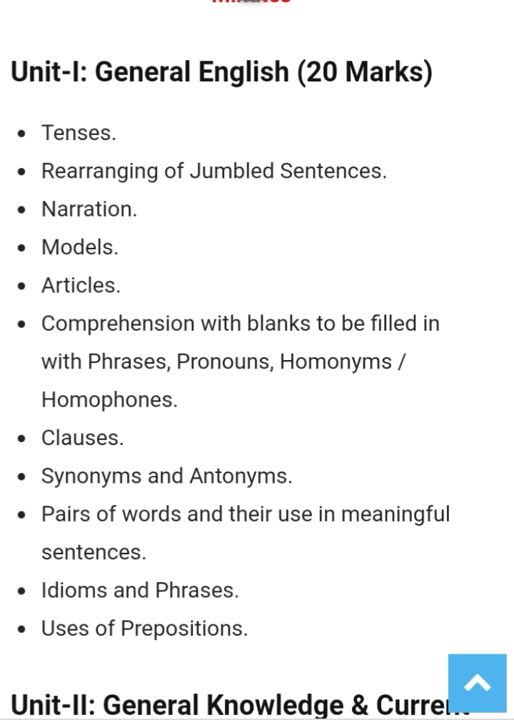 Unit-I: General English (20 Marks)
• Tenses.
• Rearranging of Jumbled Sentences.
• Narration.
• Models.
• Articles.
• Comprehension with blanks to be filled in
with Phrases, Pronouns, Homonyms /
Homophones.
• Clauses.
• Synonyms and Antonyms.
• Pairs of words and their use in meaningful
sentences.
• Idioms and Phrases.
• Uses of Prepositions.
Unit-II: General Knowledge & Current